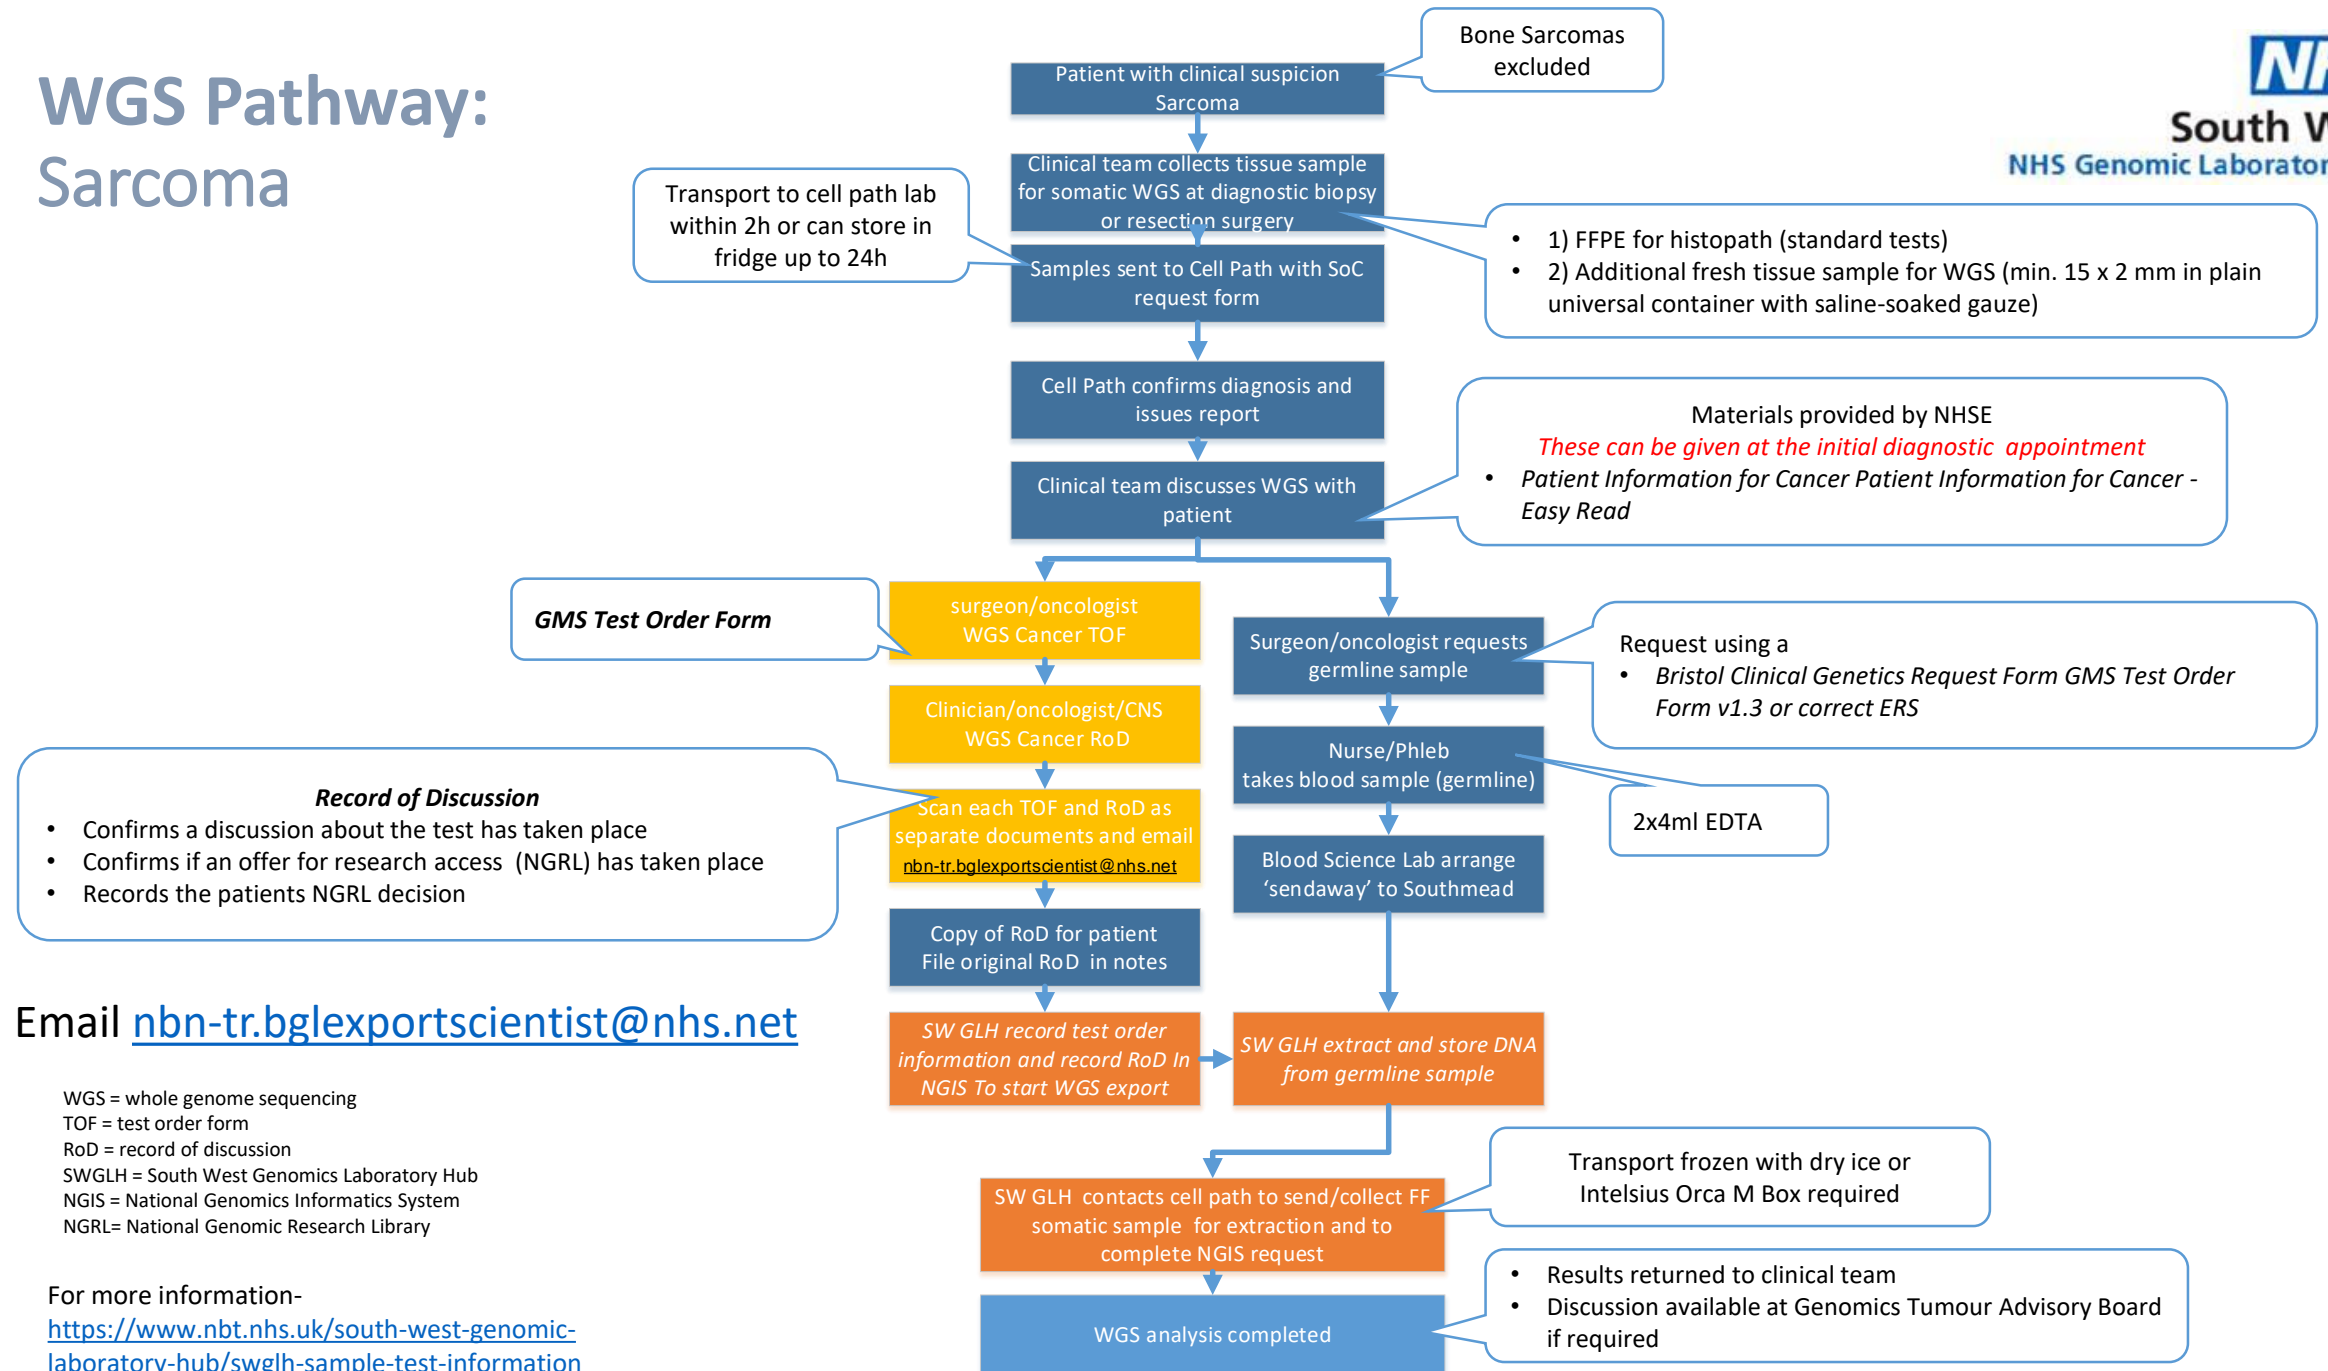 WGS Pathway:
Sarcoma
Bone Sarcomas
excluded
South
NHS Genomic
Patient with clinical suspicion
Sarcoma
Clinical team collects tissue sample
for somatic WGS at diagnostic biopsy
or resection surgery
Transport to cell path lab
within 2h or can store in
fridge up to 24h
• 1) FFPE for histopath (standard tests)
• 2) Additional fresh tissue sample for WGS (min. 15 x 2 mm in plain
universal container with saline-soaked gauze)
Samples sent to Cell Path with SoC
request form
Cell Path confirms diagnosis and
issues report
Materials provided by NHSE
These can be given at the initial diagnostic appointment
• Patient Information for Cancer Patient Information for Cancer -
Easy Read
Clinical team discusses WGS with
patient
GMS Test Order Form
surgeon/oncologist
WGS Cancer TOF
Surgeon/oncologist requests
germline sample
Request using a
• Bristol Clinical Genetics Request Form GMS Test Order
Form v1.3 or correct ERS
Clinician/oncologist/CNS
WGS Cancer RoD
Nurse/Phleb
takes blood sample (germline)
2x4ml EDTA
Record of Discussion
• Confirms a discussion about the test has taken place
• Confirms if an offer for research access (NGRL) has taken place
• Records the patients NGRL decision
Scan each TOF and RoD as
separate documents and email
nbn-tr.bglexportscientist@nhs.net
Blood Science Lab arrange
‘sendaway’ to Southmead
Copy of RoD for patient
File original RoD in notes
Email nbn-tr.bglexportscientist@nhs.net
SW GLH record test order
information and record RoD In
NGIS To start WGS export
SW GLH extract and store DNA
from germline sample
WGS = whole genome sequencing
TOF = test order form
RoD = record of discussion
SWGLH = South West Genomics Laboratory Hub
NGIS = National Genomics Informatics System
NGRL= National Genomic Research Library
SW GLH contacts cell path to send/collect FF
somatic sample for extraction and to
complete NGIS request
Transport frozen with dry ice or
Intelsius Orca M Box required
WGS analysis completed
• Results returned to clinical team
• Discussion available at Genomics Tumour Advisory Board
if required
For more information-
https://www.nbt.nhs.uk/south-west-genomic-
laboratory-hub/swglh-sample-test-information